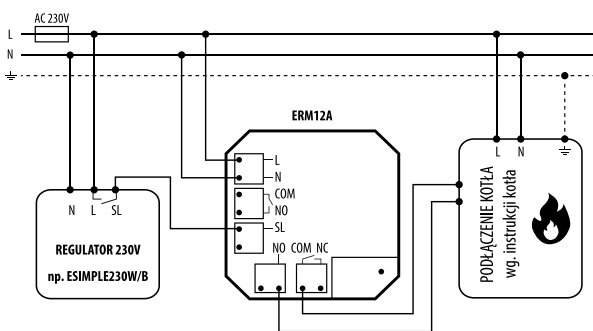 AC 230V
L
N
ERM12A
L
N
COM
NO
SL
NO COM NC
N L SL
REGULATOR 230V
np. ESIMPLE230W/B
L N
PODŁĄCZENIE KOTŁA
wg. instrukcji kotła